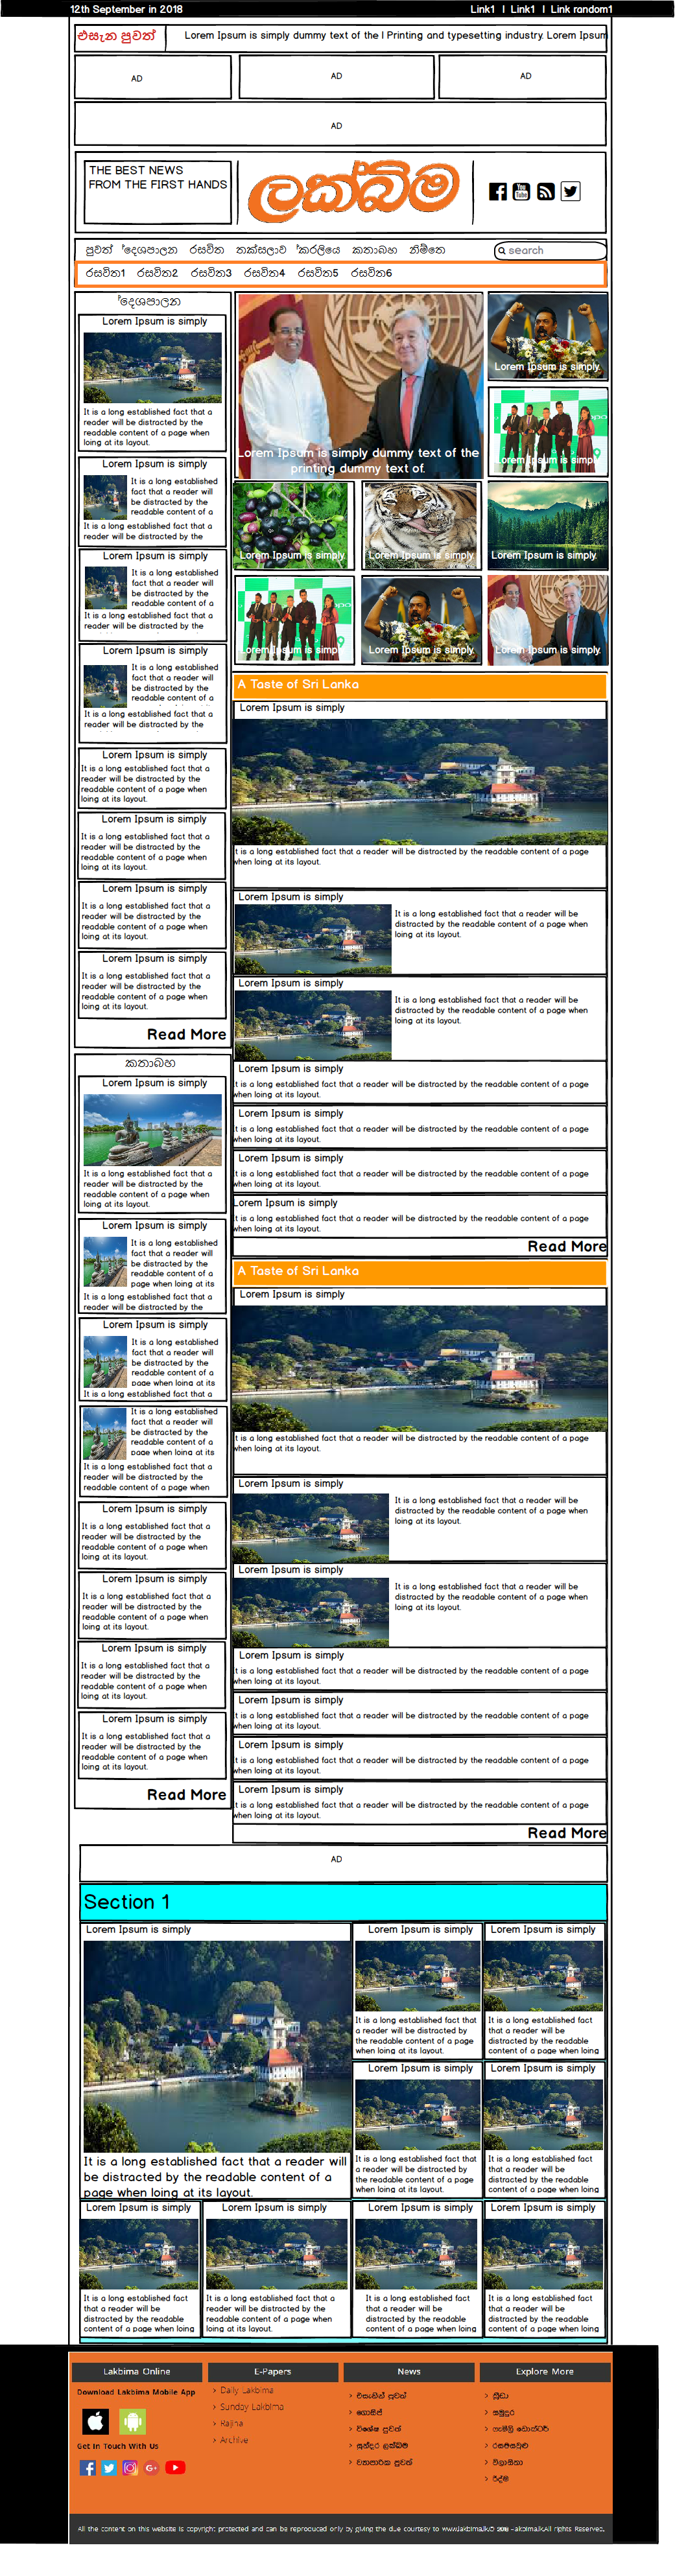 12th September in 2018
Link1 | Link1 | Link random1
එසැන පුවත්
Lorem Ipsum is simply dummy text of the l Printing and typesetting industry. Lorem Ipsum
AD
AD
AD
AD
THE BEST NEWS
FROM THE FIRST HANDS
ලක්බිම
You Tube
පුවත් දේශපාලන රසවිත තක්සලාව කරලියෙ කතාබහ නිම්නෙ
search
රසවිත1 රසවිත2 රසවිත3 රසවිත4 රසවිත5 රසවිත6
දේශපාලන
Lorem Ipsum is simply
It is a long established fact that a
reader will be distracted by the
readable content of a page when
loing at its layout.
Lorem Ipsum is simply
It is a long established
fact that a reader will
be distracted by the
readable content of a
It is a long established fact that a
reader will be distracted by the
Lorem Ipsum is simply
It is a long established
fact that a reader will
be distracted by the
readable content of a
It is a long established fact that a
reader will be distracted by the
Lorem Ipsum is simply
It is a long established
fact that a reader will
be distracted by the
readable content of a
It is a long established fact that a
reader will be distracted by the
Lorem Ipsum is simply
It is a long established fact that a
reader will be distracted by the
readable content of a page when
loing at its layout.
Lorem Ipsum is simply
It is a long established fact that a
reader will be distracted by the
readable content of a page when
loing at its layout.
Lorem Ipsum is simply
It is a long established fact that a
reader will be distracted by the
readable content of a page when
loing at its layout.
Lorem Ipsum is simply
It is a long established fact that a
reader will be distracted by the
readable content of a page when
loing at its layout.
Read More
කතාබහ
Lorem Ipsum is simply
It is a long established fact that a
reader will be distracted by the
readable content of a page when
loing at its layout.
Lorem Ipsum is simply
It is a long established
fact that a reader will
be distracted by the
readable content of a
page when loing at its
It is a long established fact that a
reader will be distracted by the
Lorem Ipsum is simply
It is a long established
fact that a reader will
be distracted by the
readable content of a
page when loing at its
It is a long established fact that a
It is a long established
fact that a reader will
be distracted by the
readable content of a
page when loing at its
It is a long established fact that a
reader will be distracted by the
readable content of a page when
Lorem Ipsum is simply
It is a long established fact that a
reader will be distracted by the
readable content of a page when
loing at its layout.
Lorem Ipsum is simply
It is a long established fact that a
reader will be distracted by the
readable content of a page when
loing at its layout.
Lorem Ipsum is simply
It is a long established fact that a
reader will be distracted by the
readable content of a page when
loing at its layout.
Lorem Ipsum is simply
It is a long established fact that a
reader will be distracted by the
readable content of a page when
loing at its layout.
Read More
Lorem Ipsum is simply dummy text of the
printing dummy text of.
Lorem Ipsum is simply.
Lorem Ipsum is simply.
Lorem Ipsum is simply.
Lorem Ipsum is simply.
Lorem Ipsum is simply.
Lorem Ipsum is simply.
Lorem Ipsum is simply.
Lorem Ipsum is simply.
A Taste of Sri Lanka
Lorem Ipsum is simply
It is a long established fact that a reader will be distracted by the readable content of a page
when loing at its layout.
Lorem Ipsum is simply
It is a long established fact that a reader will be
distracted by the readable content of a page when
loing at its layout.
Lorem Ipsum is simply
It is a long established fact that a reader will be
distracted by the readable content of a page when
loing at its layout.
Lorem Ipsum is simply
It is a long established fact that a reader will be distracted by the readable content of a page
when loing at its layout.
Lorem Ipsum is simply
It is a long established fact that a reader will be distracted by the readable content of a page
when loing at its layout.
Lorem Ipsum is simply
It is a long established fact that a reader will be distracted by the readable content of a page
when loing at its layout.
Lorem Ipsum is simply
It is a long established fact that a reader will be distracted by the readable content of a page
when loing at its layout.
Read More
A Taste of Sri Lanka
Lorem Ipsum is simply
It is a long established fact that a reader will be distracted by the readable content of a page
when loing at its layout.
Lorem Ipsum is simply
It is a long established fact that a reader will be
distracted by the readable content of a page when
loing at its layout.
Lorem Ipsum is simply
It is a long established fact that a reader will be
distracted by the readable content of a page when
loing at its layout.
Lorem Ipsum is simply
It is a long established fact that a reader will be distracted by the readable content of a page
when loing at its layout.
Lorem Ipsum is simply
It is a long established fact that a reader will be distracted by the readable content of a page
when loing at its layout.
Lorem Ipsum is simply
It is a long established fact that a reader will be distracted by the readable content of a page
when loing at its layout.
Lorem Ipsum is simply
It is a long established fact that a reader will be distracted by the readable content of a page
when loing at its layout.
Read More
AD
Section 1
Lorem Ipsum is simply
It is a long established fact that a reader will
be distracted by the readable content of a
page when loing at its layout.
Lorem Ipsum is simply
It is a long established fact that
a reader will be distracted by
the readable content of a page
when loing at its layout.
Lorem Ipsum is simply
It is a long established fact
that a reader will be
distracted by the readable
content of a page when loing
Lorem Ipsum is simply
It is a long established fact that
a reader will be distracted by
the readable content of a page
when loing at its layout.
Lorem Ipsum is simply
It is a long established fact
that a reader will be
distracted by the readable
content of a page when loing
Lorem Ipsum is simply
It is a long established fact
that a reader will be
distracted by the readable
content of a page when loing
Lorem Ipsum is simply
It is a long established fact that a
reader will be distracted by the
readable content of a page when
loing at its layout.
Lorem Ipsum is simply
It is a long established fact
that a reader will be
distracted by the readable
content of a page when loing
Lorem Ipsum is simply
It is a long established fact
that a reader will be
distracted by the readable
content of a page when loing
Lakbima Online
Download Lakbima Mobile App
Get In Touch With Us
E-Papers
> Daily Lakbima
> Sunday Lakbima
> Rajina
> Archive
News
> එසැණින් පුවත්
> ගොසිප්
> විශේෂ පුවත්
> සුන්දර ලක්බිම
> ව්‍යාපාරික පුවත්
Explore More
> ක්‍රීඩා
> සමුදුර
> ගැමිලි ඩොක්ටර්
> රසමසවුළු
> විලාසිතා
> රිද්ම
All the content on this website is copyright protected and can be reproduced only by giving the due courtesy to www.lakbima.lk© 2018 - lakbima.lk.All rights Reserved.